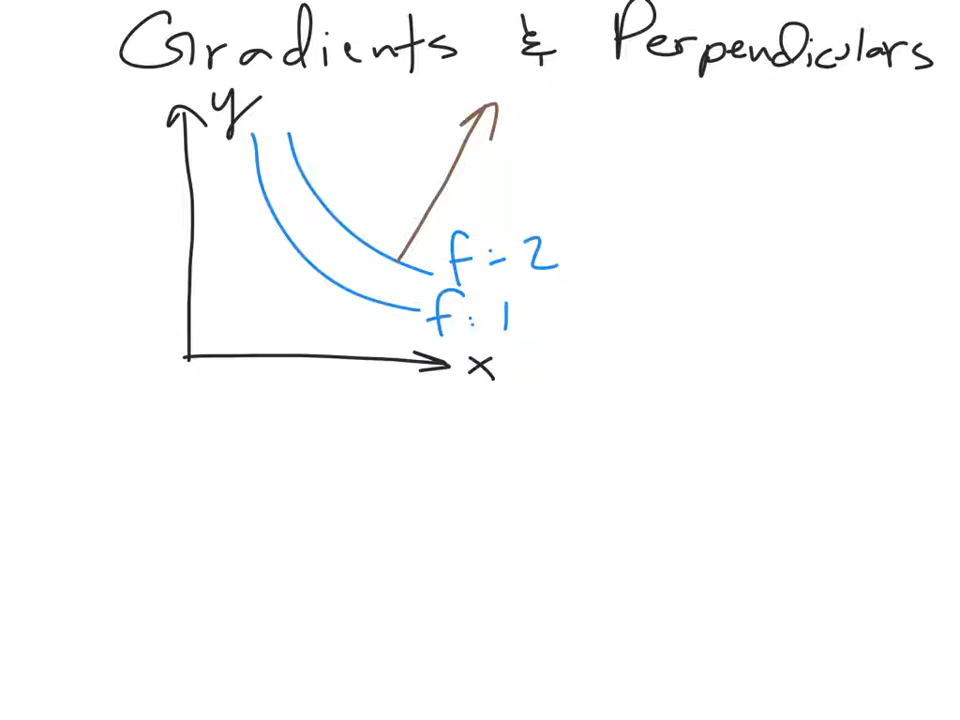 Gradients & Perpendiculars
y
f = 2
f = 1
x